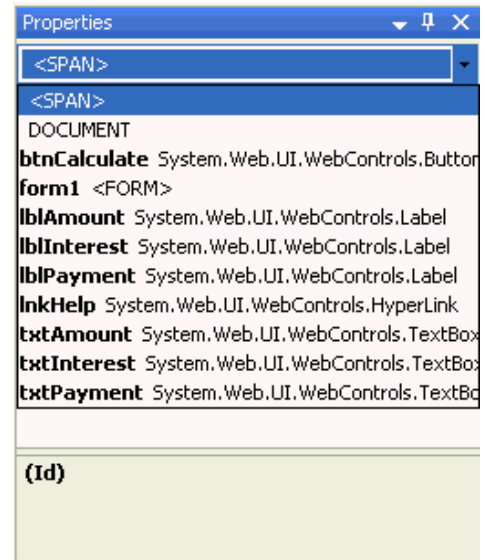 Properties
<SPAN>
<SPAN>
DOCUMENT
btnCalculate System.Web.UI.WebControls.Button
form1 <FORM>
lblAmount System.Web.UI.WebControls.Label
lblInterest System.Web.UI.WebControls.Label
lblPayment System.Web.UI.WebControls.Label
lnkHelp System.Web.UI.WebControls.HyperLink
txtAmount System.Web.UI.WebControls.TextBox
txtInterest System.Web.UI.WebControls.TextBo
txtPayment System.Web.UI.WebControls.TextBo
(Id)